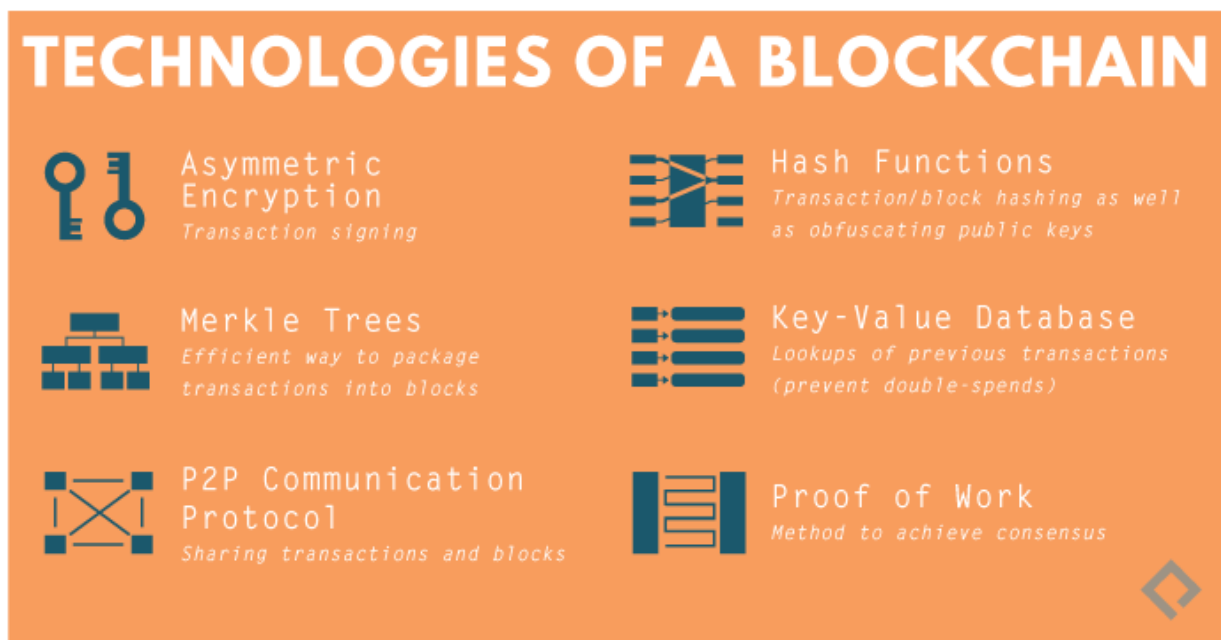 TECHNOLOGIES OF A BLOCKCHAIN
Asymmetric
Encryption
Transaction signing
Hash Functions
Transaction/block hashing as well
as obfuscating public keys
Merkle Trees
Efficient way to package
transactions into blocks
Key-Value Database
Lookups of previous transactions
(prevent double-spends)
P2P Communication
Protocol
Sharing transactions and blocks
Proof of Work
Method to achieve consensus